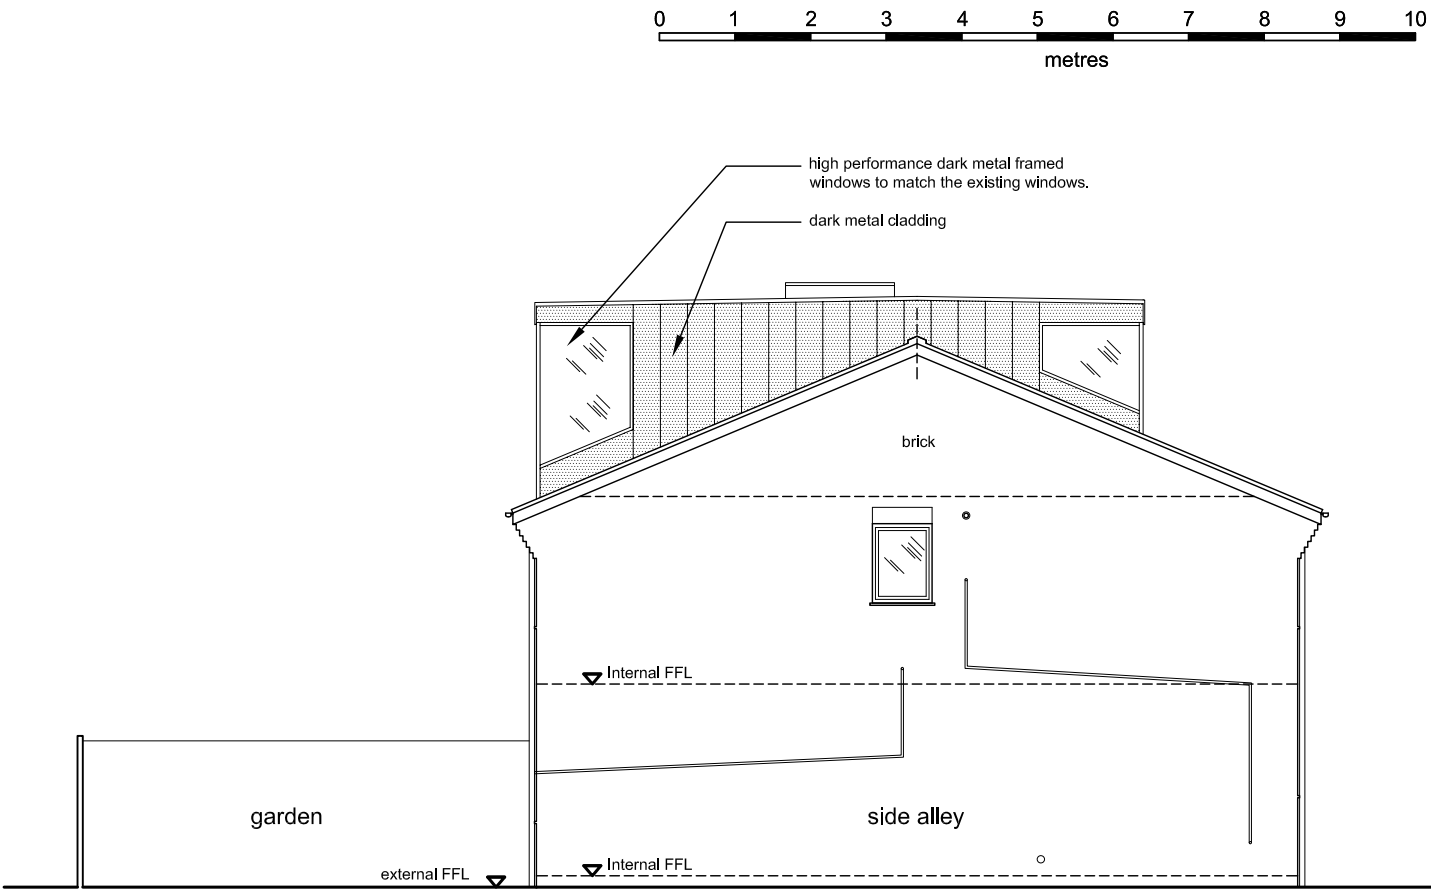 0 1 2 3 4 5 6 7 8 9 10
metres
high performance dark metal framed
windows to match the existing windows.
dark metal cladding
brick
Internal FFL
garden
side alley
external FFL
Internal FFL